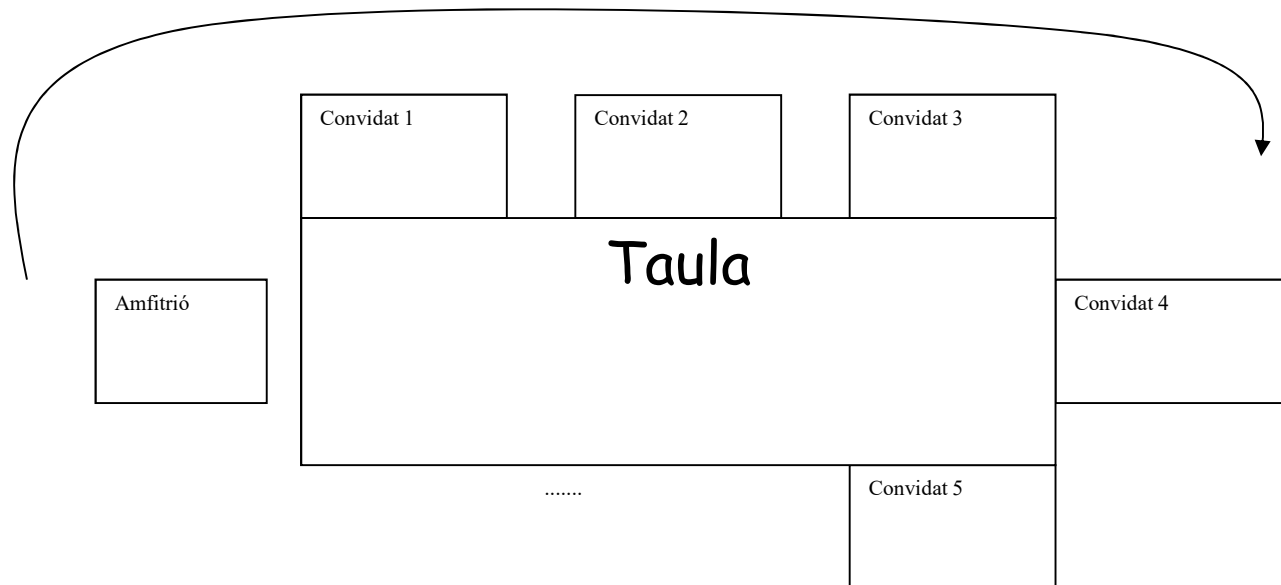 Convidat 1
Convidat 2
Convidat 3
Taula
Amfitrió
Convidat 4
.......
Convidat 5